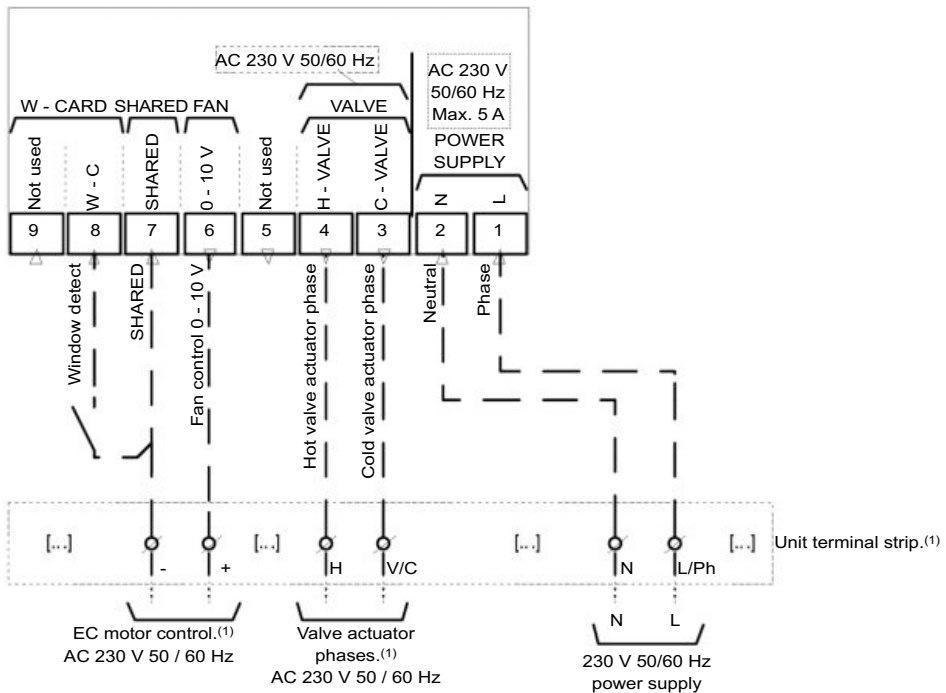 AC 230 V 50/60 Hz
AC 230 V
50/60 Hz
Max. 5 A
W - CARD SHARED FAN
VALVE
POWER
SUPPLY
Not used
W - C
SHARED
0 - 10 V
Not used
H - VALVE
C - VALVE
N
L
9 8 7 6 5 4 3 2 1
Window detect
SHARED
Fan control 0 - 10 V
Hot valve actuator phase
Cold valve actuator phase
Neutral
Phase
[...] [...] [...] [...] Unit terminal strip.(1)
- + H V/C N L/Ph
N L
EC motor control.(1)
AC 230 V 50 / 60 Hz
Valve actuator
phases.(1)
AC 230 V 50 / 60 Hz
230 V 50/60 Hz
power supply